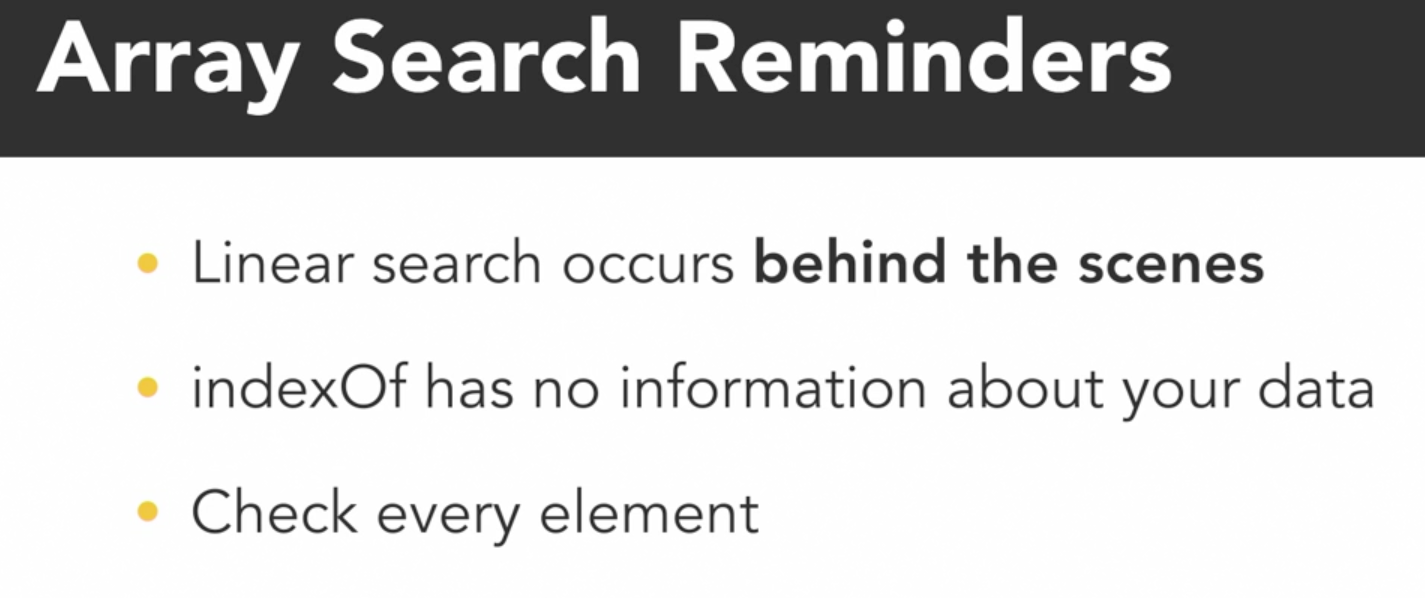 Array Search Reminders
Linear search occurs behind the scenes
indexOf has no information about your data
Check every element